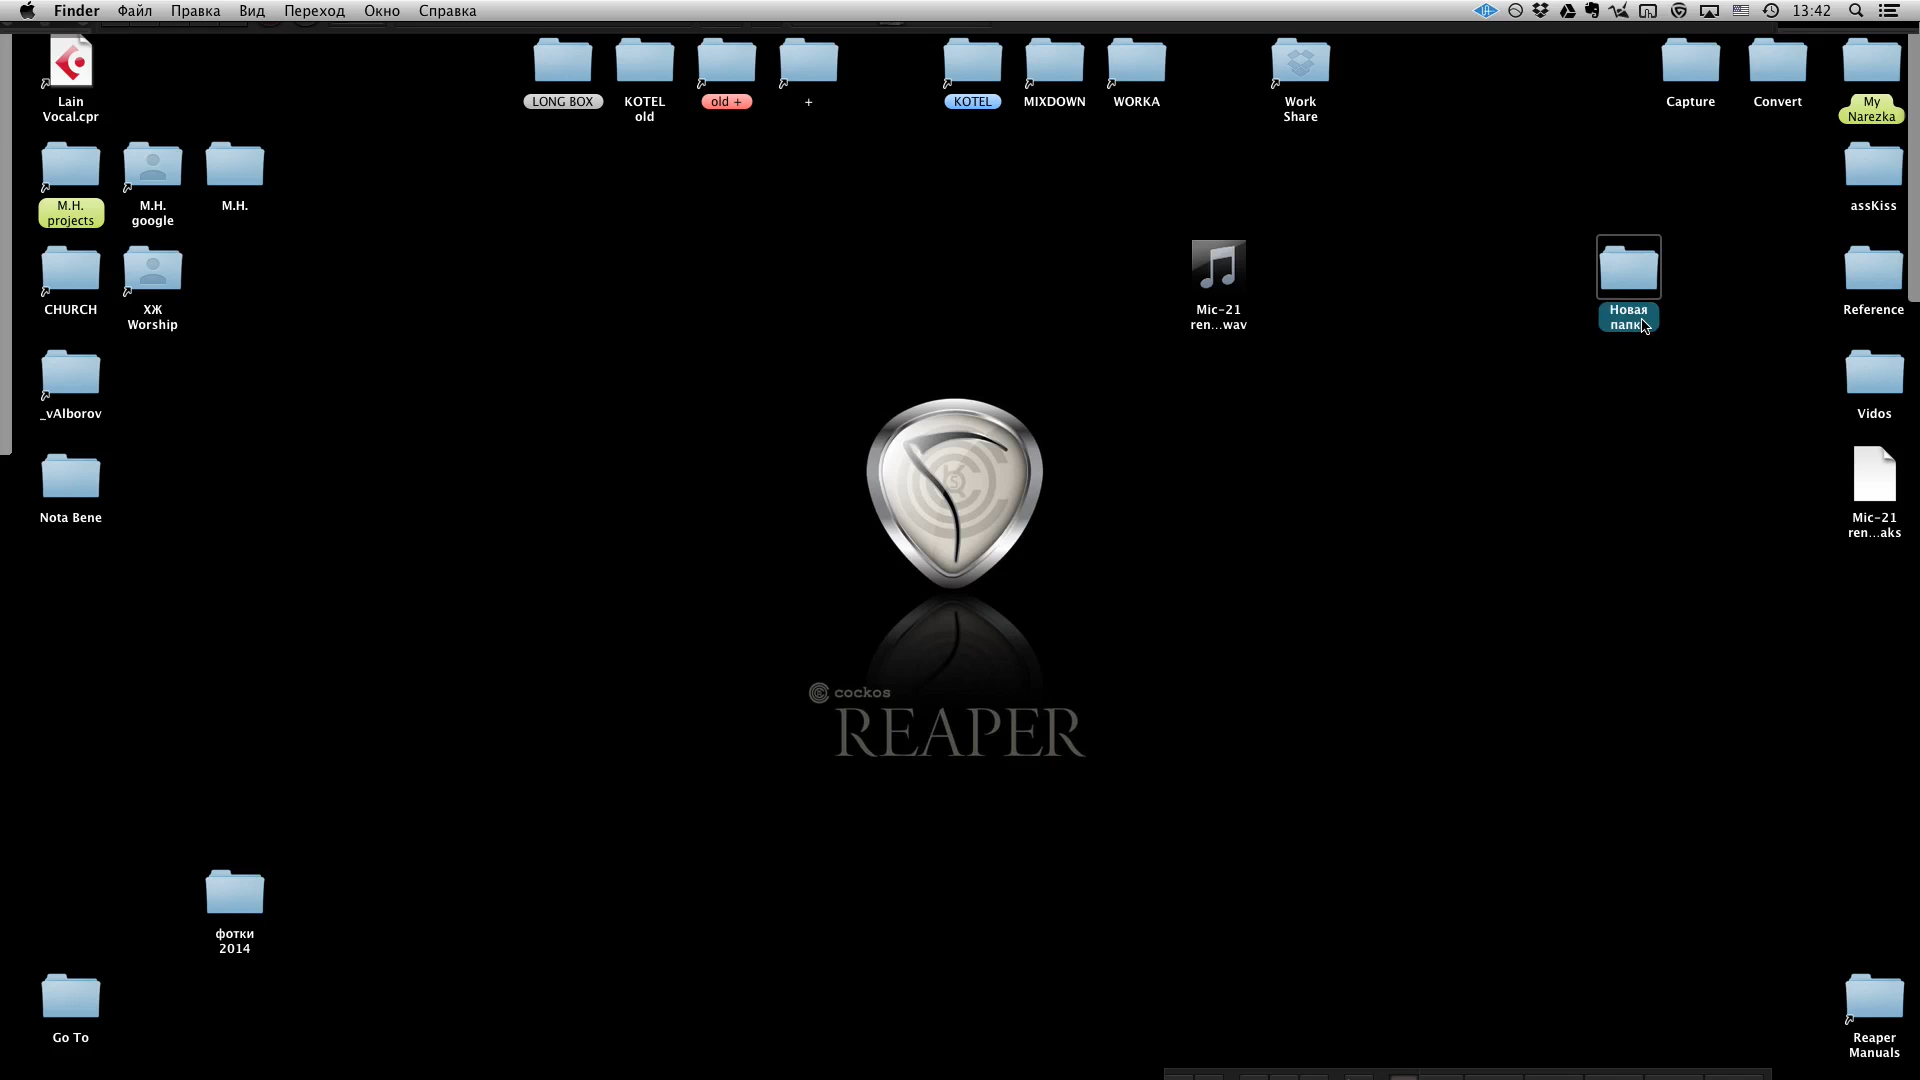 Finder Файл Правка Вид Переход Окно Справка 13:42
Lain
Vocal.cpr
LONG BOX
KOTEL
old
old +
+
KOTEL
MIXDOWN
WORKA
Work
Share
Capture
Convert
My
Narezka
M.H.
projects
M.H.
google
M.H.
assKiss
CHURCH
ХЖ
Worship
Mic-21
ren...wav
Новая
Reference
_vAlborov
Vidos
Nota Bene
Mic-21
ren...aks
cockos
REAPER
фотки
2014
Go To
Reaper
Manuals